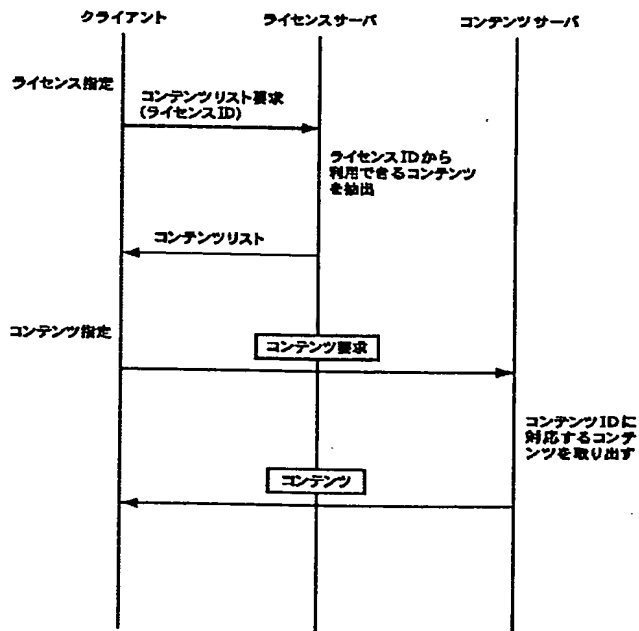 クライアント
ライセンスサーバ
コンテンツサーバ
ライセンス指定
コンテンツリスト要求
(ライセンスID)
ライセンスIDから
利用できるコンテンツ
を抽出
コンテンツリスト
コンテンツ指定
コンテンツ要求
コンテンツIDに
対応するコンテ
ンツを取り出す
コンテンツ